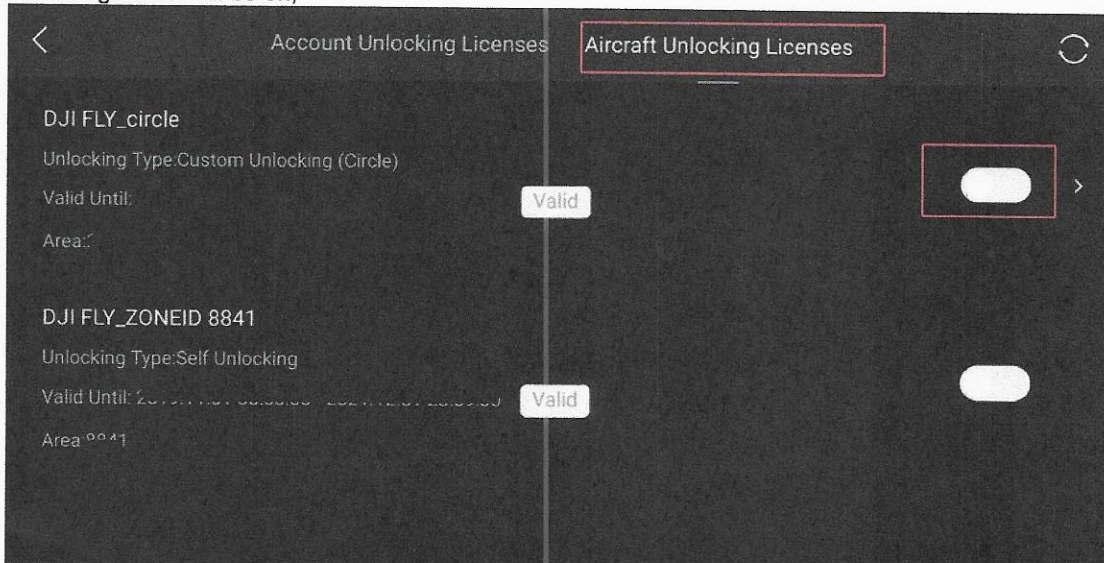 Account Unlocking Licenses Aircraft Unlocking Licenses
DJI FLY_circle
Unlocking Type:Custom Unlocking (Circle)
Valid Until:
Valid
Area:
DJI FLY_ZONEID 8841
Unlocking Type:Self Unlocking
Valid Until:
Valid
Area